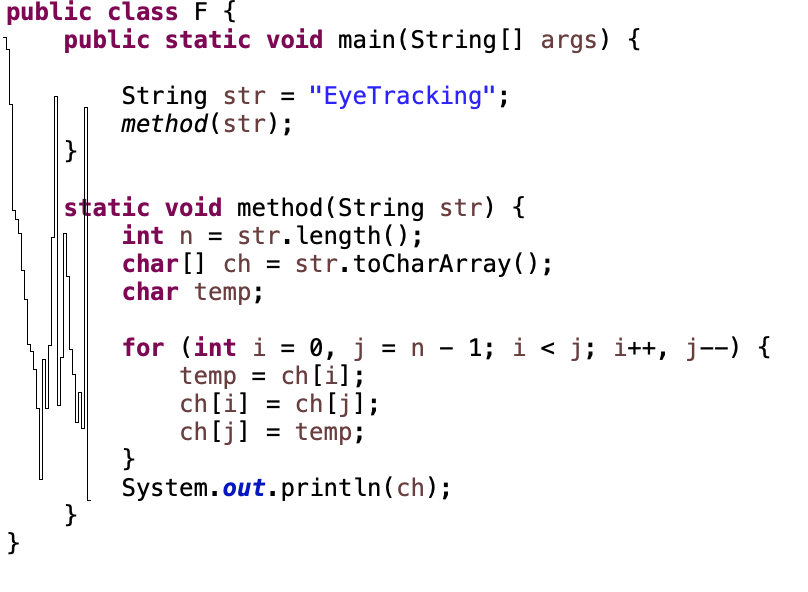 public class F {
    public static void main(String[] args) {

        String str = "EyeTracking";
        method(str);
    }

    static void method(String str) {
        int n = str.length();
        char[] ch = str.toCharArray();
        char temp;

        for (int i = 0, j = n - 1; i < j; i++, j--) {
            temp = ch[i];
            ch[i] = ch[j];
            ch[j] = temp;
        }
        System.out.println(ch);
    }
}